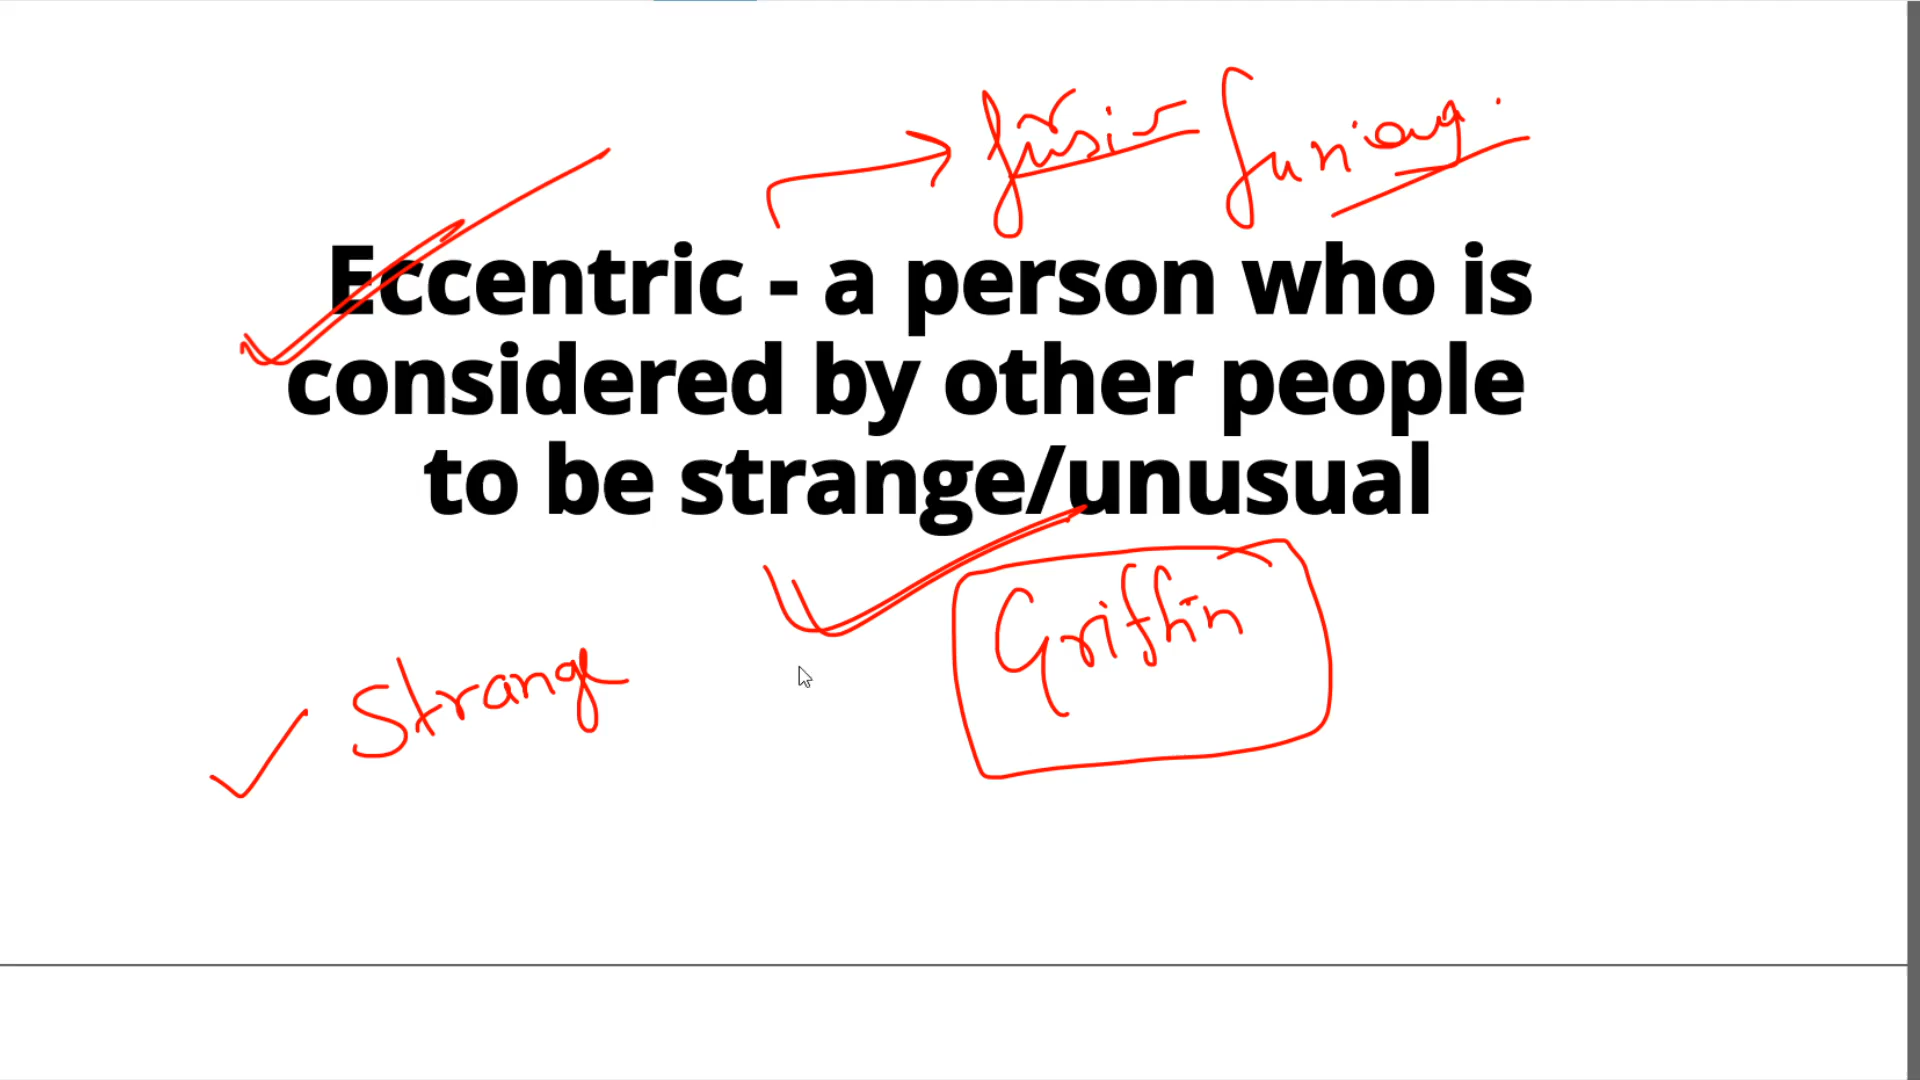 Eccentric - a person who is
considered by other people
to be strange/unusual
Griffin
Strange